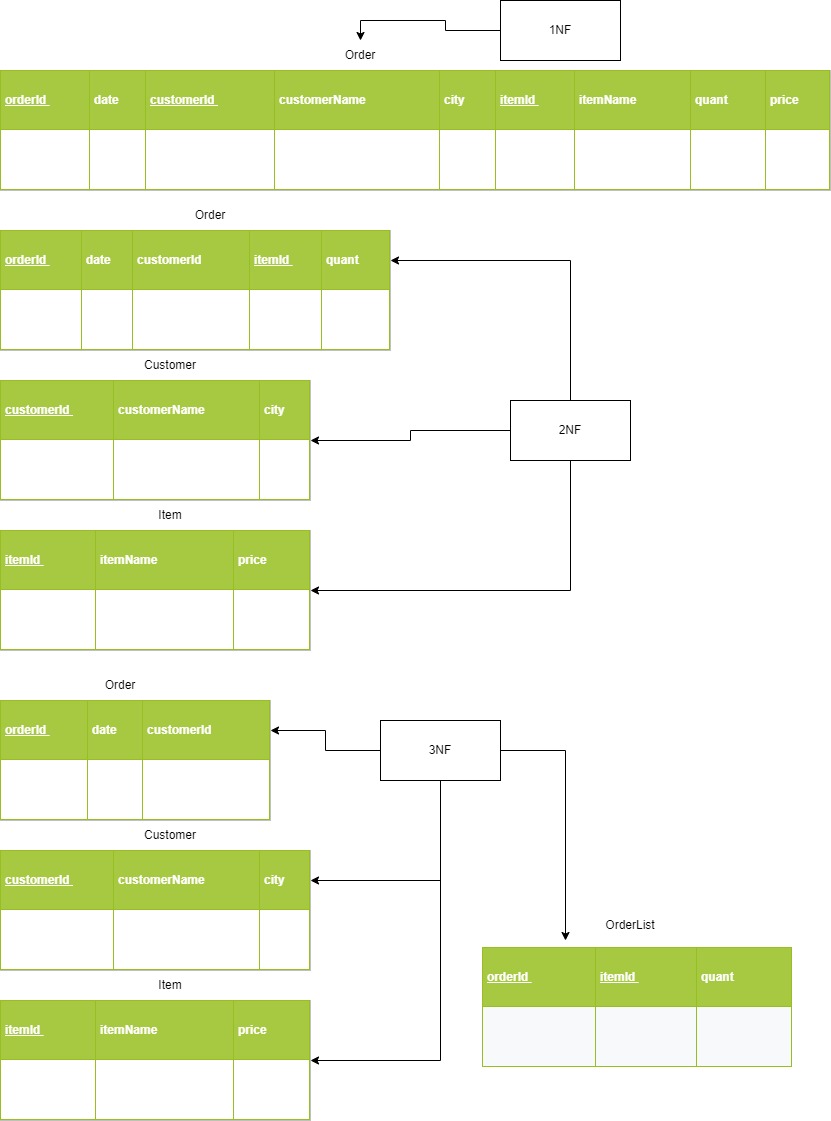 1NF
Order
orderId date customerId customerName city itemId itemName quant price
Order
orderId date customerId itemId quant
Customer
customerId customerName city
2NF
Item
itemId itemName price
Order
orderId date customerId
3NF
Customer
customerId customerName city
OrderList
orderId itemId quant
Item
itemId itemName price